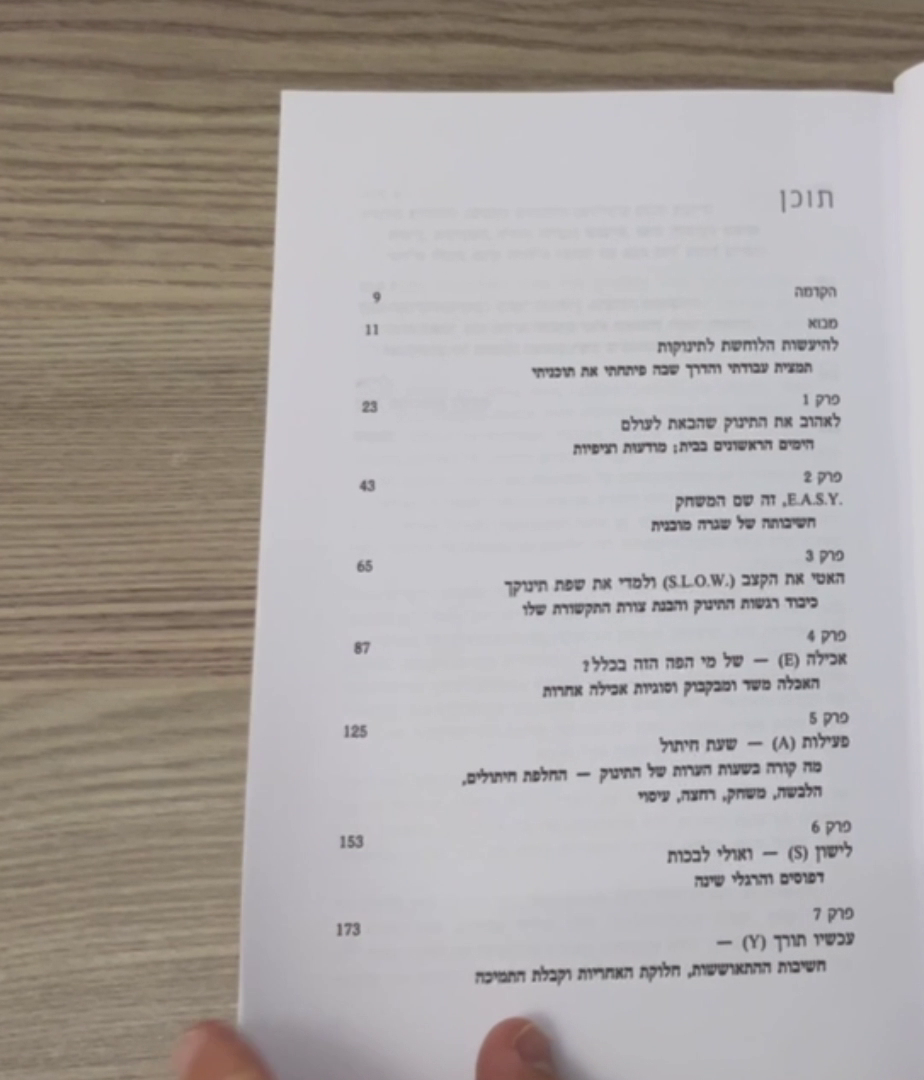 תוכן
הקדמה 9
מבוא 11
להיעשות הלוחשת לתינוקות
תמצית עבודתי והדרך שבה פיתחתי את תוכניתי
פרק 1 23
לאהוב את התינוק שהבאת לעולם
הימים הראשונים בבית; מודעות וציפיות
פרק 2 43
E.A.S.Y., זה שם המשחק
חשיבותה של שגרה מובנית
פרק 3 65
האטי את הקצב (S.L.O.W.) ולמדי את שפת תינוקך
כיבוד רגשות התינוק והבנת צורת התקשורת שלו
פרק 4 87
אכילה (E) — של מי הפה הזה בכלל?
האכלה משד ומבקבוק וסוגיות אכילה אחרות
פרק 5 125
פעילות (A) — שעת חיתול
מה קורה בשעות הערות של התינוק — החלפת חיתולים,
הלבשה, משחק, רחצה, עיסוי
פרק 6 153
לישון (S) — ואולי לבכות
דפוסים והרגלי שינה
פרק 7 173
עכשיו תורך (Y) —
חשיבות ההתאוששות, חלוקת האחריות וקבלת התמיכה